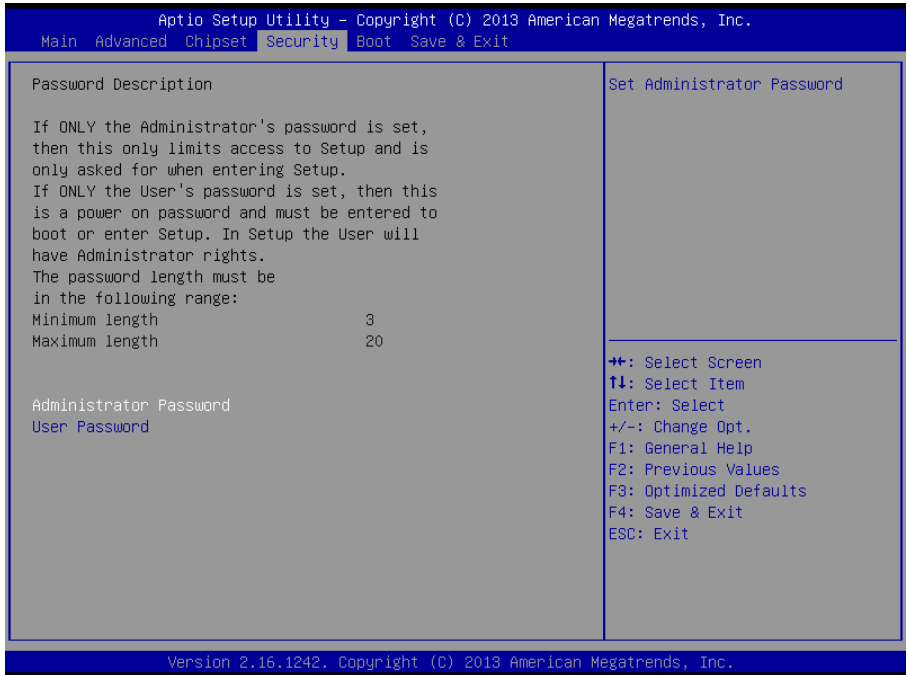 Aptio Setup Utility – Copyright (C) 2013 American Megatrends, Inc.
Main Advanced Chipset Security Boot Save & Exit
Password Description
If ONLY the Administrator's password is set,
then this only limits access to Setup and is
only asked for when entering Setup.
If ONLY the User's password is set, then this
is a power on password and must be entered to
boot or enter Setup. In Setup the User will
have Administrator rights.
The password length must be
in the following range:
Minimum length 3
Maximum length 20
Administrator Password
User Password
Set Administrator Password
→←: Select Screen
↑↓: Select Item
Enter: Select
+/-: Change Opt.
F1: General Help
F2: Previous Values
F3: Optimized Defaults
F4: Save & Exit
ESC: Exit
Version 2.16.1242. Copyright (C) 2013 American Megatrends, Inc.